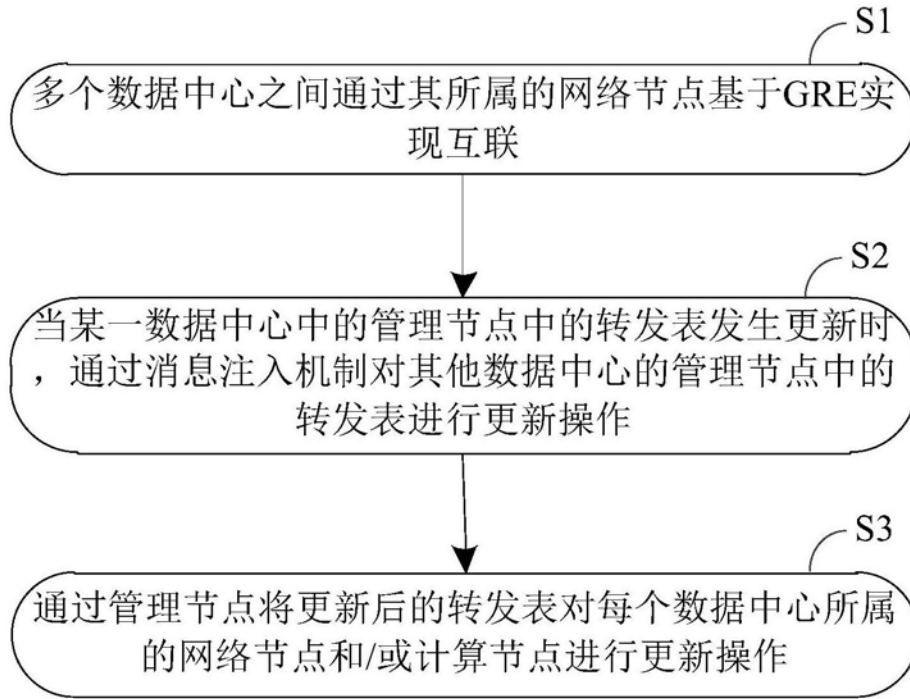 S1
多个数据中心之间通过其所属的网络节点基于GRE实
现互联
S2
当某一数据中心中的管理节点中的转发表发生更新时
，通过消息注入机制对其他数据中心的管理节点中的
转发表进行更新操作
S3
通过管理节点将更新后的转发表对每个数据中心所属
的网络节点和/或计算节点进行更新操作